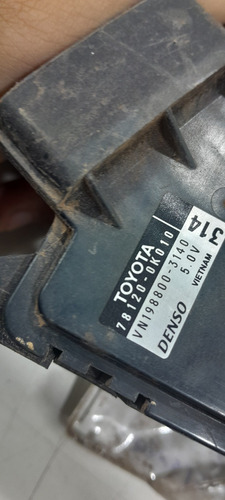 TOYOTA
78120-0K010
VN198800-3140
DENSO 5.0V
VIETNAM
314